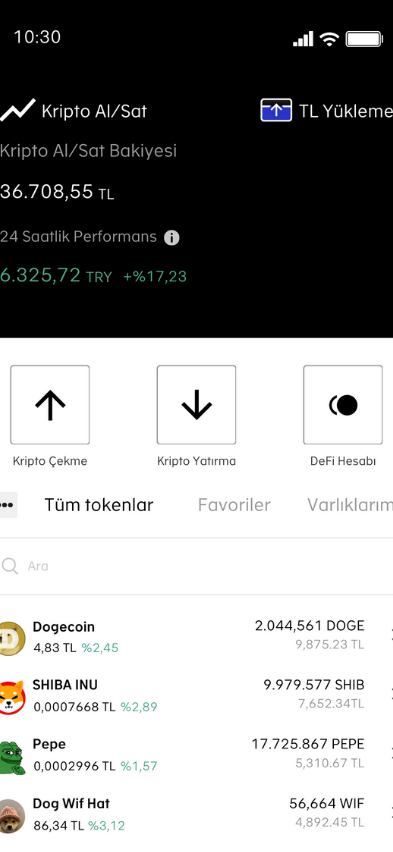 10:30
Kripto Al/Sat
TL Yükleme
Kripto Al/Sat Bakiyesi
36.708,55 TL
24 Saatlik Performans
6.325,72 TRY +%17,23
Kripto Çekme
Kripto Yatırma
DeFi Hesabı
Tüm tokenlar
Favoriler
Varlıklarım
Ara
Dogecoin
2.044,561 DOGE
4,83 TL %2,45
9,875.23 TL
SHIBA INU
9.979.577 SHIB
0,0007668 TL %2,89
7,652.34TL
Pepe
17.725.867 PEPE
0,0002996 TL %1,57
5,310.67 TL
Dog Wif Hat
56,664 WIF
86,34 TL %3,12
4,892.45 TL